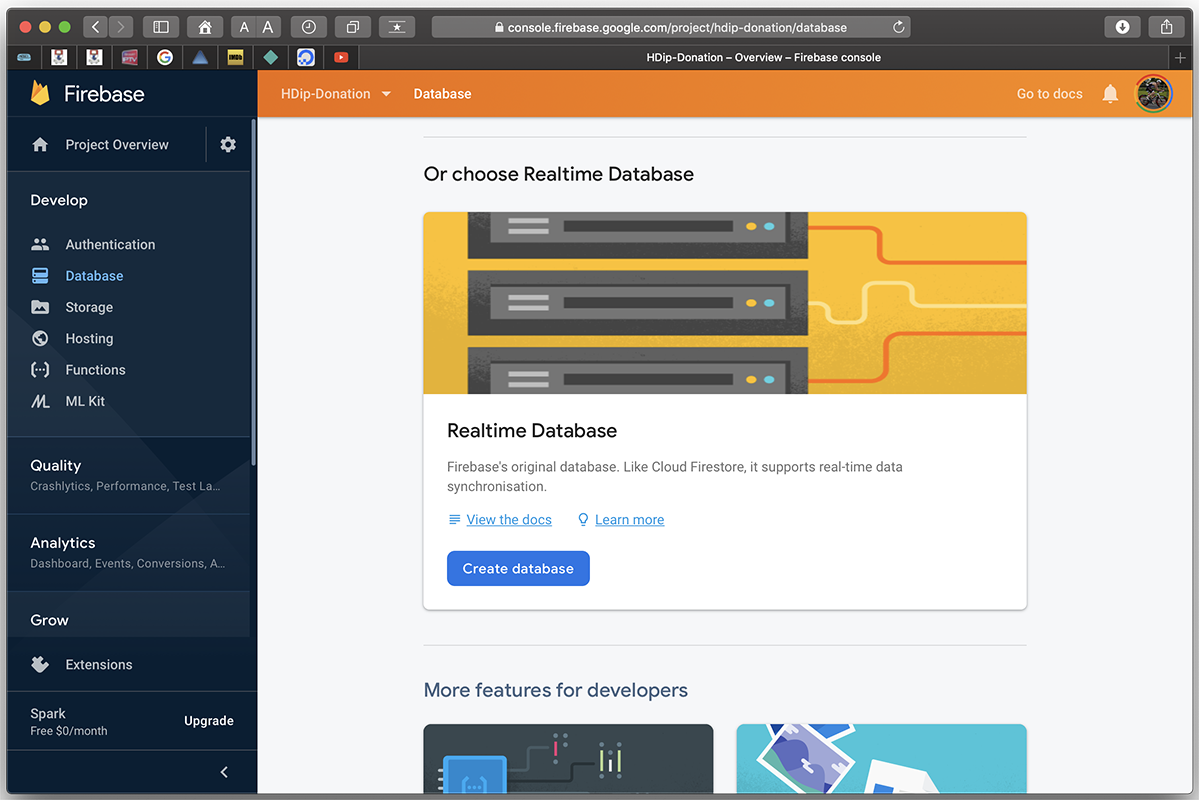 A A
console.firebase.google.com/project/hdip-donation/database
IMDb
HDip-Donation – Overview – Firebase console
Firebase
HDip-Donation
Database
Go to docs
Project Overview
Develop
Authentication
Database
Storage
Hosting
Functions
ML Kit
Quality
Crashlytics, Performance, Test La...
Analytics
Dashboard, Events, Conversions, A...
Grow
Extensions
Spark
Free $0/month
Upgrade
Or choose Realtime Database
Realtime Database
Firebase's original database. Like Cloud Firestore, it supports real-time data
synchronisation.
View the docs
Learn more
Create database
More features for developers